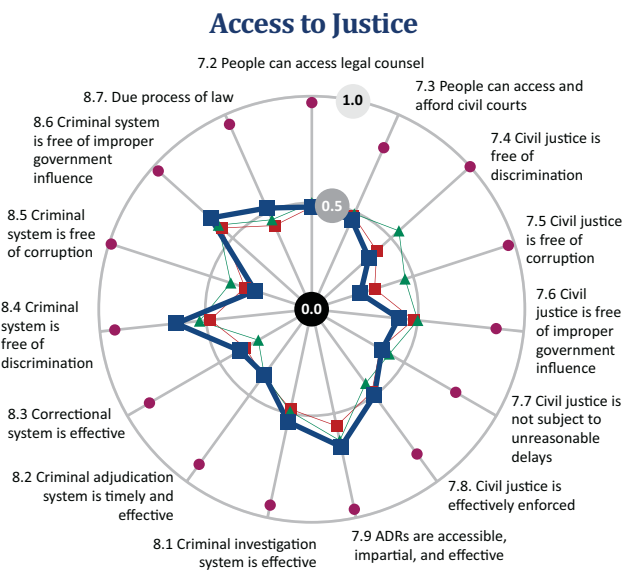 Access to Justice
7.2 People can access legal counsel
1.0
7.3 People can access and
afford civil courts
7.4 Civil justice is
free of
discrimination
7.5 Civil justice
is free of
corruption
7.6 Civil
justice is free
of improper
government
influence
7.7 Civil justice is
not subject to
unreasonable
delays
7.8. Civil justice is
effectively enforced
7.9 ADRs are accessible,
impartial, and effective
8.1 Criminal investigation
system is effective
8.2 Criminal adjudication
system is timely and
effective
8.3 Correctional
system is effective
8.4 Criminal
system is
free of
discrimination
8.5 Criminal
system is free
of corruption
8.6 Criminal system
is free of improper
government
influence
8.7. Due process of law
0.5
0.0